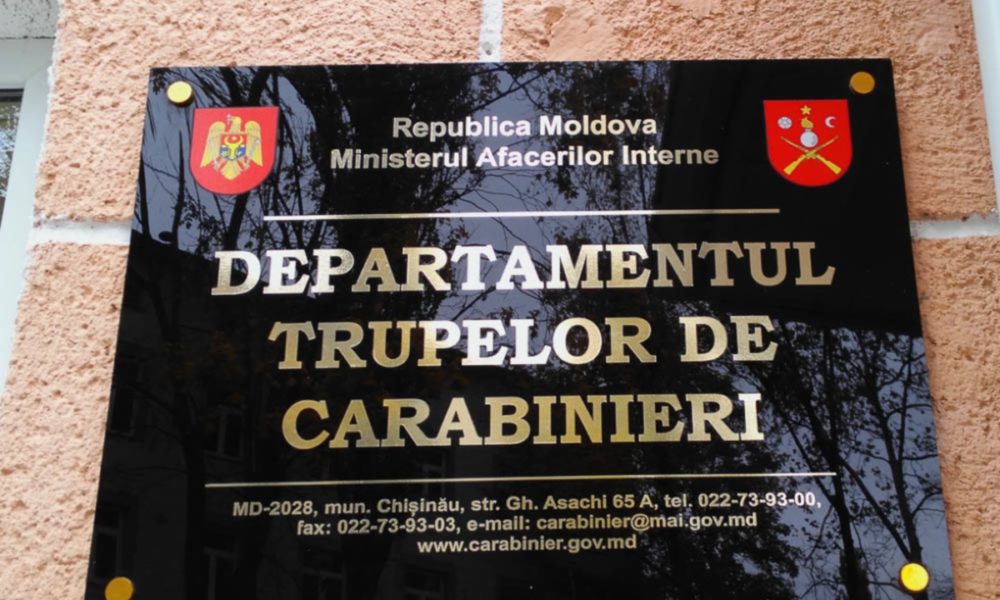 Republica Moldova
Ministerul Afacerilor Interne
DEPARTAMENTUL
TRUPELOR DE
CARABINIERI
MD-2028, mun. Chișinău, str. Gh. Asachi 65 A, tel. 022-73-93-00,
fax: 022-73-93-03, e-mail: carabinier@mai.gov.md
www.carabinier.gov.md